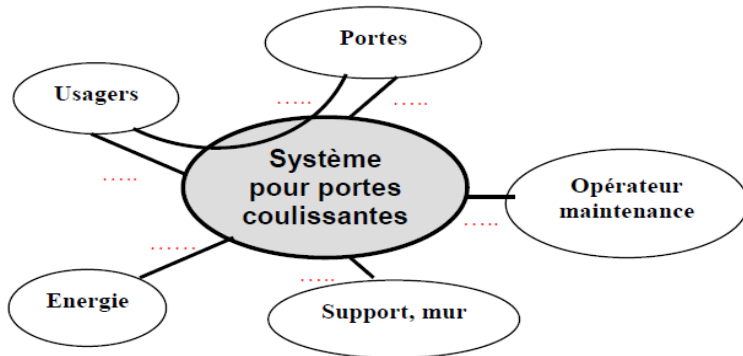 Portes
Usagers
.....
.....
Système
pour portes
coulissantes
Opérateur
maintenance
.....
.....
......
.....
Energie
Support, mur